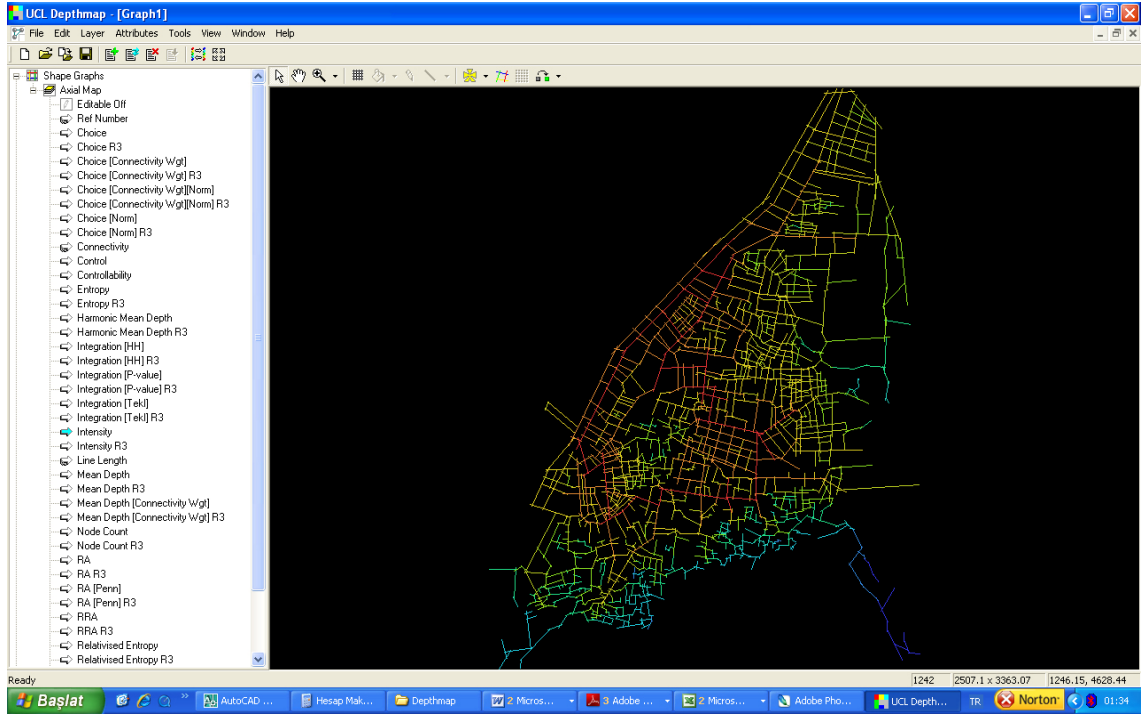 UCL Depthmap - [Graph1]
File Edit Layer Attributes Tools View Window Help
Shape Graphs
Axial Map
Editable Off
Ref Number
Choice
Choice R3
Choice [Connectivity Wgt]
Choice [Connectivity Wgt] R3
Choice [Connectivity Wgt][Norm]
Choice [Connectivity Wgt][Norm] R3
Choice [Norm]
Choice [Norm] R3
Connectivity
Control
Controllability
Entropy
Entropy R3
Harmonic Mean Depth
Harmonic Mean Depth R3
Integration [HH]
Integration [HH] R3
Integration [P-value]
Integration [P-value] R3
Integration [Tekl]
Integration [Tekl] R3
Intensity
Intensity R3
Line Length
Mean Depth
Mean Depth R3
Mean Depth [Connectivity Wgt]
Mean Depth [Connectivity Wgt] R3
Node Count
Node Count R3
RA
RA R3
RA [Penn]
RA [Penn] R3
RRA
RRA R3
Relativised Entropy
Relativised Entropy R3
Ready 1242 2507.1 x 3363.07 1246.15, 4628.44
Başlat AutoCAD ... Hesap Mak... Depthmap 2 Micros... 3 Adobe ... 2 Micros... Adobe Pho... UCL Depth... TR Norton 01:34